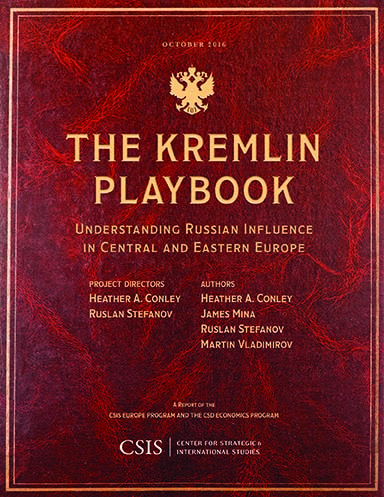 OCTOBER 2016
THE KREMLIN
PLAYBOOK
UNDERSTANDING RUSSIAN INFLUENCE
IN CENTRAL AND EASTERN EUROPE
PROJECT DIRECTORS
HEATHER A. CONLEY
RUSLAN STEFANOV
AUTHORS
HEATHER A. CONLEY
JAMES MINA
RUSLAN STEFANOV
MARTIN VLADIMIROV
A REPORT OF THE
CSIS EUROPE PROGRAM AND THE CSD ECONOMICS PROGRAM
CSIS | CENTER FOR STRATEGIC &
INTERNATIONAL STUDIES